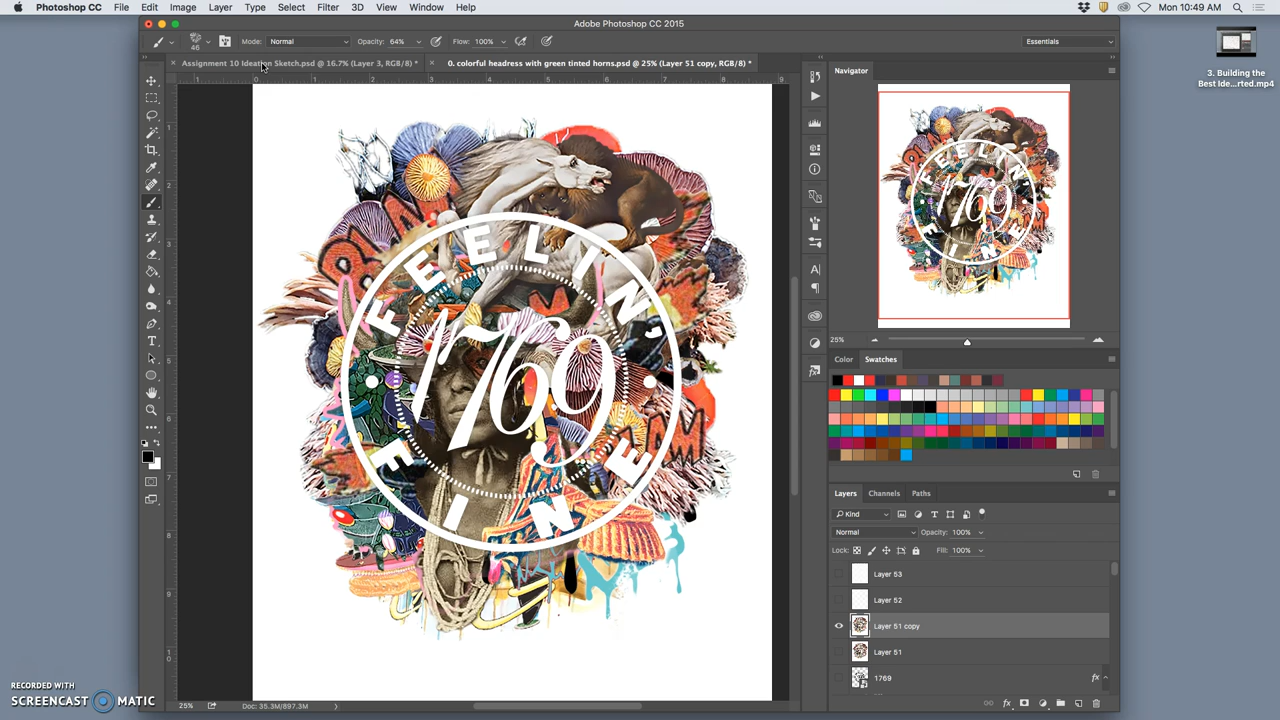 Photoshop CC File Edit Image Layer Type Select Filter 3D View Window Help Mon 10:49 AM
Adobe Photoshop CC 2015
46 Mode: Normal Opacity: 64% Flow: 100% Essentials
Assignment 10 Ideation Sketch.psd @ 16.7% (Layer 3, RGB/8) * 0. colorful headress with green tinted horns.psd @ 25% (Layer 51 copy, RGB/8) *
Navigator
3. Building the
Best Ide...rted.mp4
FEELIN'
1769
FEINE
25%
Color Swatches
Layers Channels Paths
Kind
Normal Opacity: 100%
Lock: Fill: 100%
Layer 53
Layer 52
Layer 51 copy
Layer 51
1769 fx
25% Doc: 35.3M/897.3M
RECORDED WITH
SCREENCAST MATIC